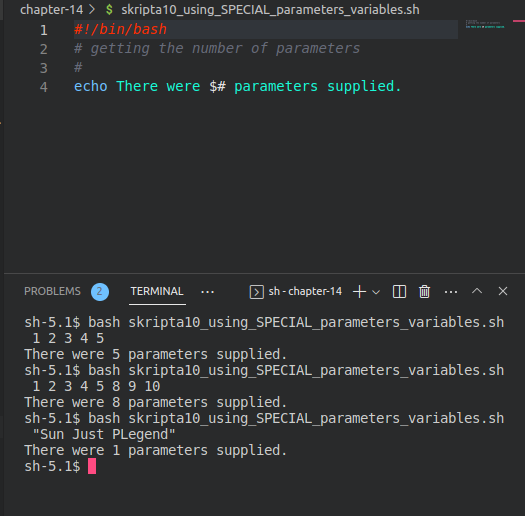 chapter-14 > $ skripta10_using_SPECIAL_parameters_variables.sh
1 #!/bin/bash
2 # getting the number of parameters
3 #
4 echo There were $# parameters supplied.
PROBLEMS 2 TERMINAL ··· sh - chapter-14
sh-5.1$ bash skripta10_using_SPECIAL_parameters_variables.sh
1 2 3 4 5
There were 5 parameters supplied.
sh-5.1$ bash skripta10_using_SPECIAL_parameters_variables.sh
1 2 3 4 5 8 9 10
There were 8 parameters supplied.
sh-5.1$ bash skripta10_using_SPECIAL_parameters_variables.sh
"Sun Just PLegend"
There were 1 parameters supplied.
sh-5.1$